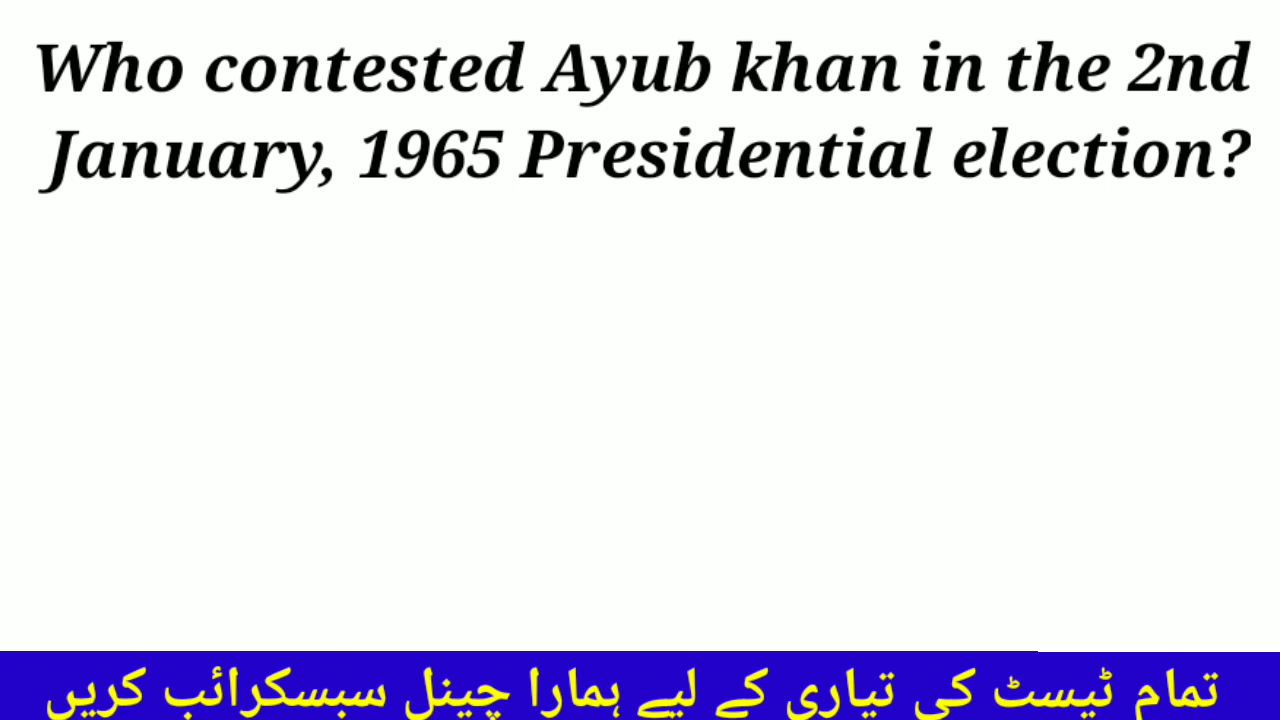 Who contested Ayub khan in the 2nd
January, 1965 Presidential election?
تمام ٹیسٹ کی تیاری کے لیے ہمارا چینل سبسکرائب کریں